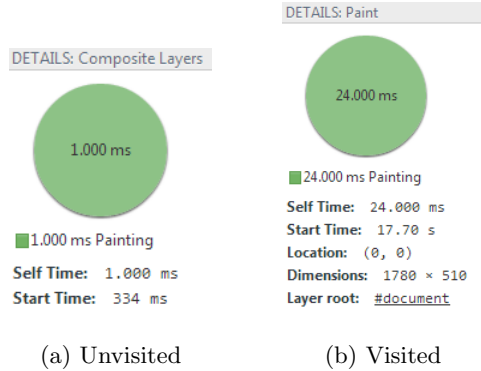 DETAILS: Composite Layers
1.000 ms
1.000 ms Painting
Self Time: 1.000 ms
Start Time: 334 ms
(a) Unvisited
DETAILS: Paint
24.000 ms
24.000 ms Painting
Self Time: 24.000 ms
Start Time: 17.70 s
Location: (0, 0)
Dimensions: 1780 × 510
Layer root: #document
(b) Visited